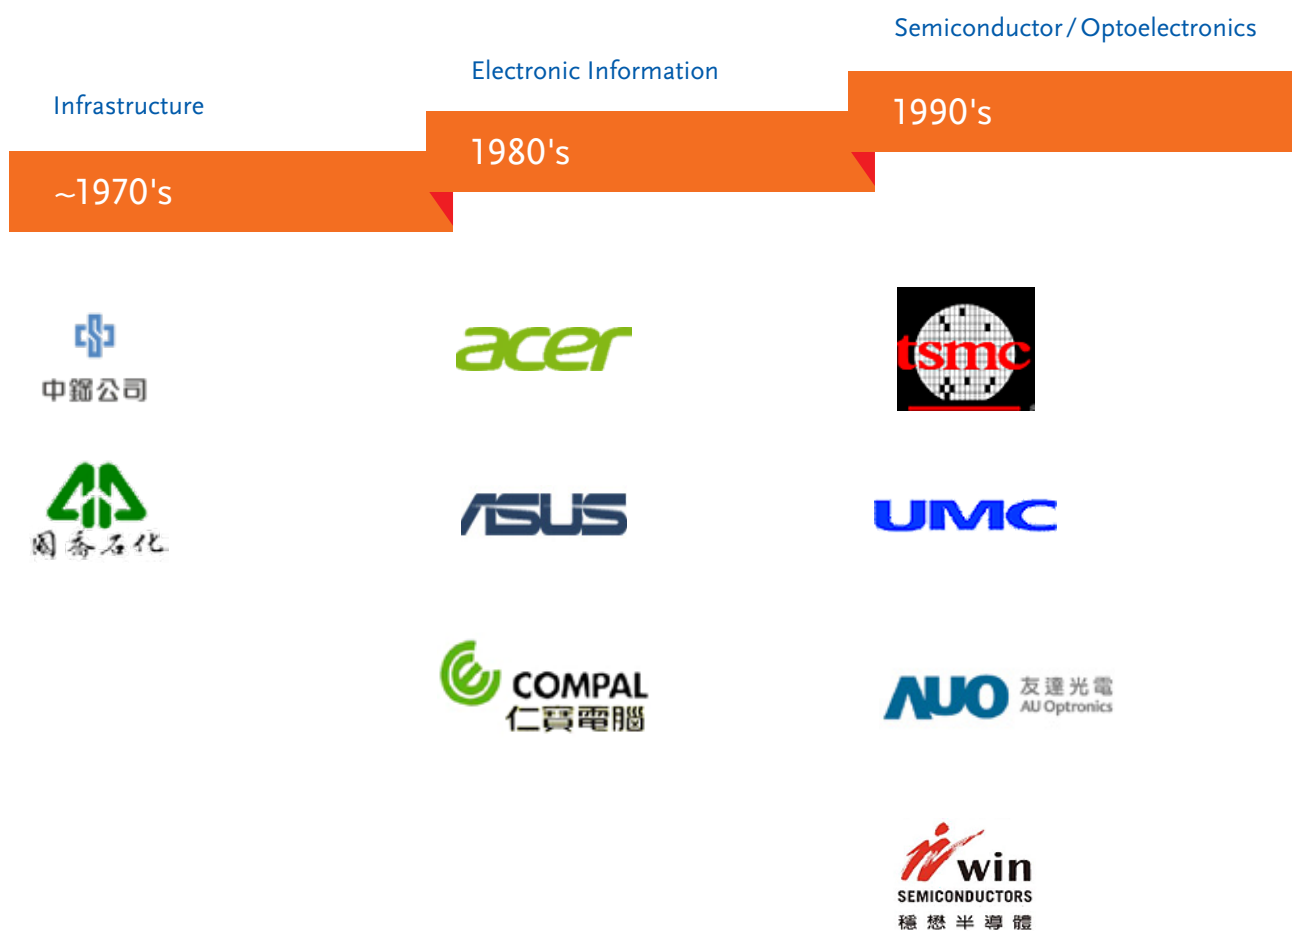 Semiconductor / Optoelectronics
Electronic Information
Infrastructure
1990's
1980's
~1970's
中鋼公司
國喬石化
acer
ASUS
COMPAL
仁寶電腦
tsmc
UMC
AUO 友達光電
AU Optronics
win
SEMICONDUCTORS
穩懋半導體